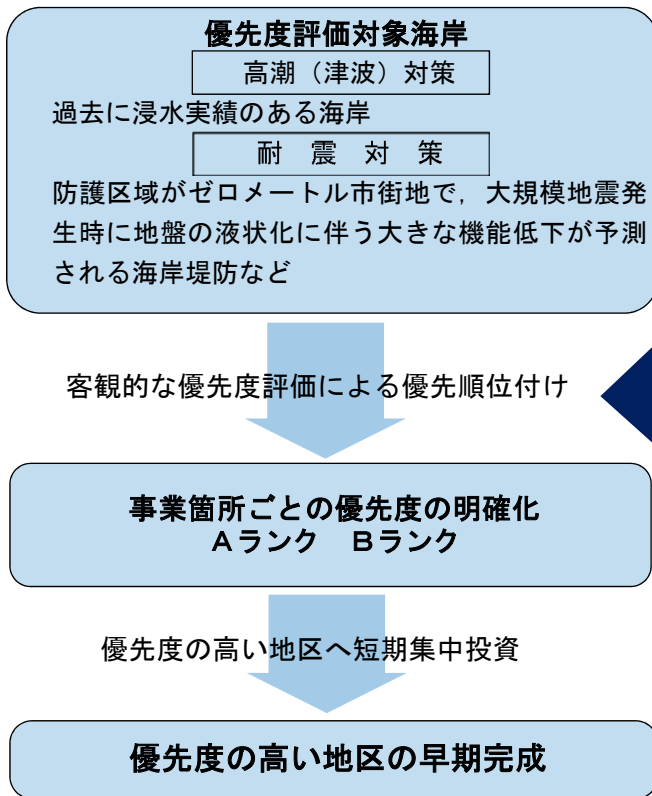 優先度評価対象海岸
高潮（津波）対策
過去に浸水実績のある海岸
耐　震　対　策
防護区域がゼロメートル市街地で，大規模地震発
生時に地盤の液状化に伴う大きな機能低下が予測
される海岸堤防など
客観的な優先度評価による優先順位付け
事業箇所ごとの優先度の明確化
Ａランク　Ｂランク
優先度の高い地区へ短期集中投資
優先度の高い地区の早期完成